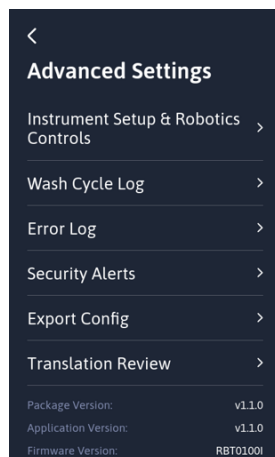 Advanced Settings
Instrument Setup & Robotics
Controls
Wash Cycle Log
Error Log
Security Alerts
Export Config
Translation Review
Package Version: v1.1.0
Application Version: v1.1.0
Firmware Version: RBT0100I